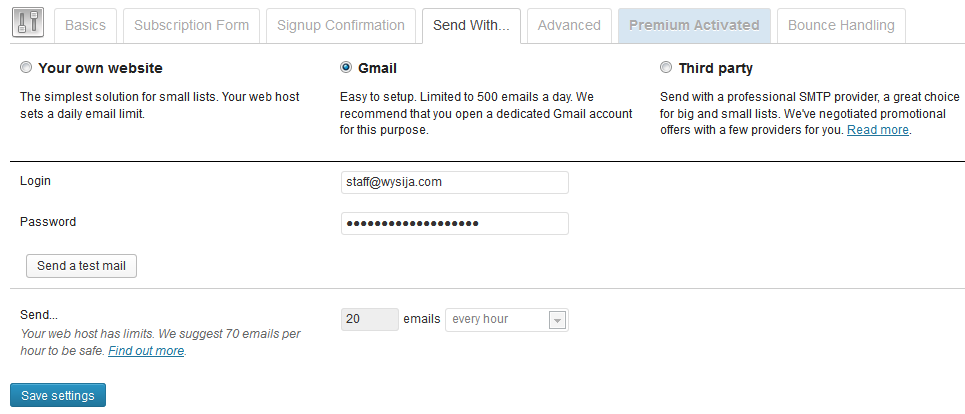 Basics Subscription Form Signup Confirmation Send With... Advanced Premium Activated Bounce Handling
Your own website
The simplest solution for small lists. Your web host
sets a daily email limit.
Gmail
Easy to setup. Limited to 500 emails a day. We
recommend that you open a dedicated Gmail account
for this purpose.
Third party
Send with a professional SMTP provider, a great choice
for big and small lists. We've negotiated promotional
offers with a few providers for you. Read more.
Login staff@wysija.com
Password ●●●●●●●●●●●●●●●●●●●
Send a test mail
Send... 20 emails every hour
Your web host has limits. We suggest 70 emails per
hour to be safe. Find out more.
Save settings